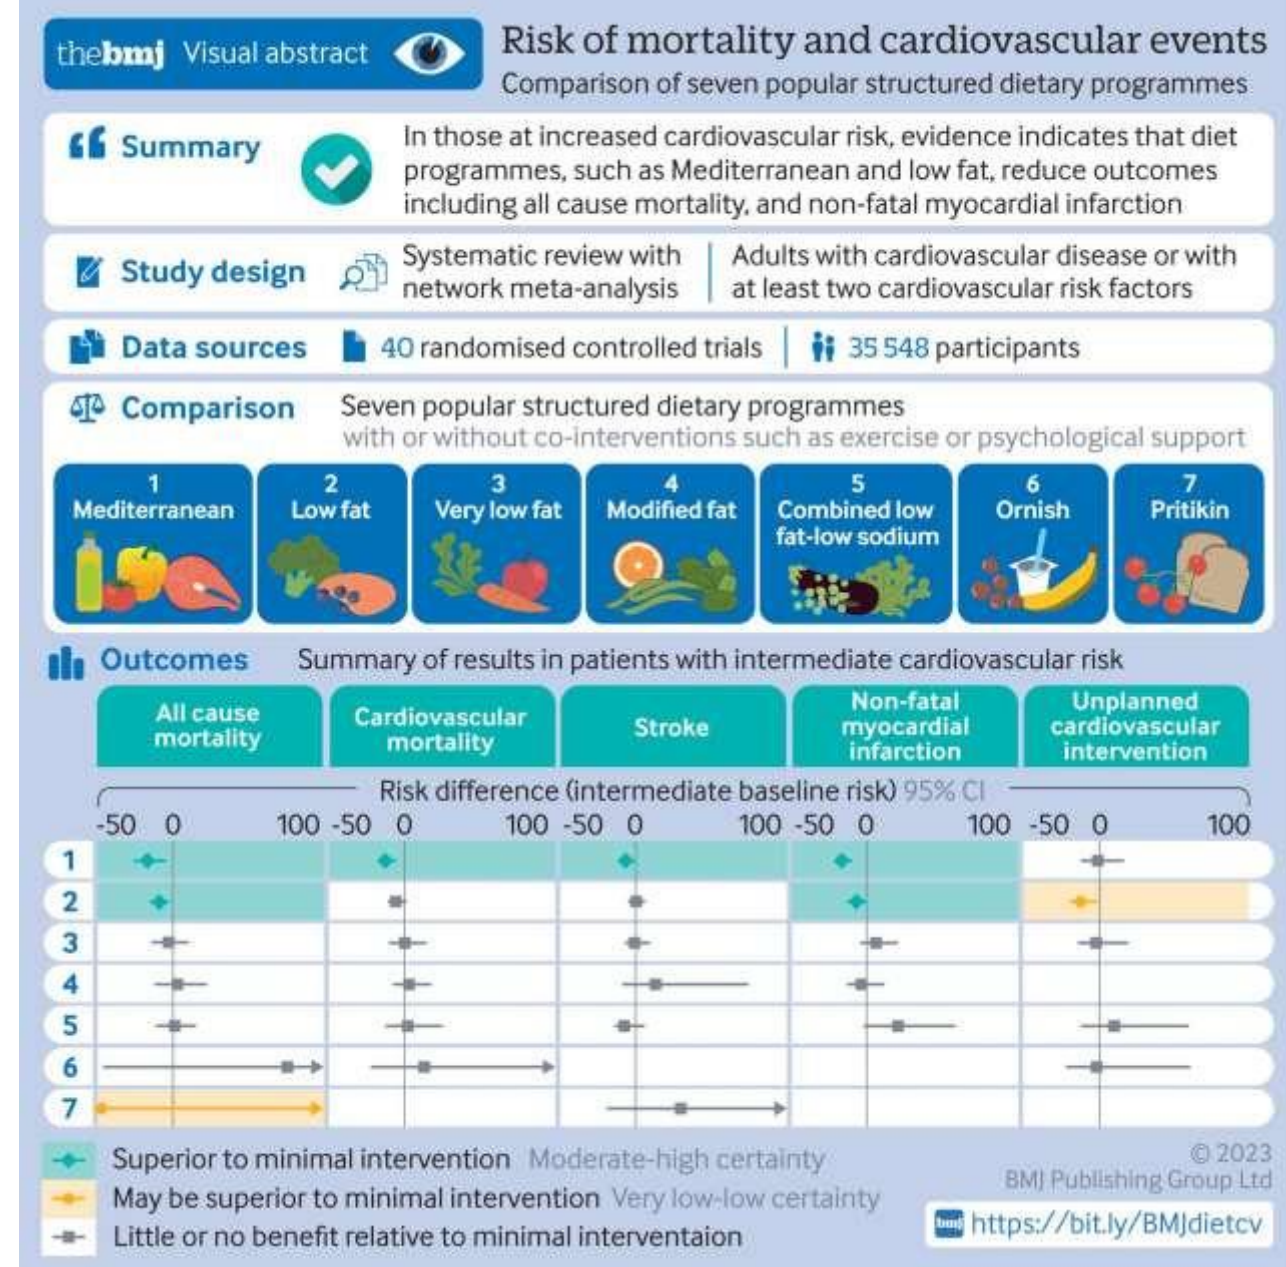 thebmj Visual abstract
Risk of mortality and cardiovascular events
Comparison of seven popular structured dietary programmes
Summary
In those at increased cardiovascular risk, evidence indicates that diet
programmes, such as Mediterranean and low fat, reduce outcomes
including all cause mortality, and non-fatal myocardial infarction
Study design
Systematic review with
network meta-analysis
Adults with cardiovascular disease or with
at least two cardiovascular risk factors
Data sources
40 randomised controlled trials
35 548 participants
Comparison
Seven popular structured dietary programmes
with or without co-interventions such as exercise or psychological support
1
Mediterranean
2
Low fat
3
Very low fat
4
Modified fat
5
Combined low
fat-low sodium
6
Ornish
7
Pritikin
Outcomes
Summary of results in patients with intermediate cardiovascular risk
All cause
mortality
Cardiovascular
mortality
Stroke
Non-fatal
myocardial
infarction
Unplanned
cardiovascular
intervention
Risk difference (intermediate baseline risk) 95% CI
-50 0 100 -50 0 100 -50 0 100 -50 0 100 -50 0 100
1
2
3
4
5
6
7
Superior to minimal intervention Moderate-high certainty
May be superior to minimal intervention Very low-low certainty
Little or no benefit relative to minimal interventaion
© 2023
BMJ Publishing Group Ltd
bmj https://bit.ly/BMJdietcv